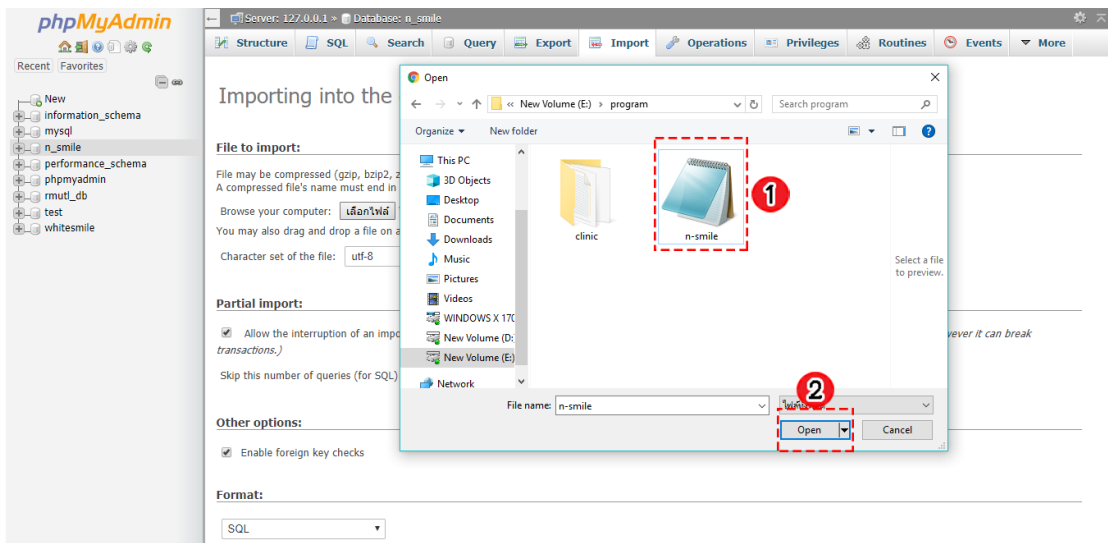 phpMyAdmin
Recent Favorites
New
information_schema
mysql
n_smile
performance_schema
phpmyadmin
rmutl_db
test
whitesmile
Server: 127.0.0.1 » Database: n_smile
Structure SQL Search Query Export Import Operations Privileges Routines Events More
Importing into the
File to import:
File may be compressed (gzip, bzip2, z
A compressed file's name must end in
Browse your computer: เลือกไฟล์
You may also drag and drop a file on a
Character set of the file: utf-8
Partial import:
Allow the interruption of an impo
wever it can break
transactions.)
Skip this number of queries (for SQL)
Other options:
Enable foreign key checks
Format:
SQL
Open
« New Volume (E:) › program
Search program
Organize New folder
This PC
3D Objects
Desktop
Documents
Downloads
Music
Pictures
Videos
WINDOWS X 170
New Volume (D:
New Volume (E:)
Network
clinic
n-smile
1
Select a file
to preview.
2
File name: n-smile
Open Cancel